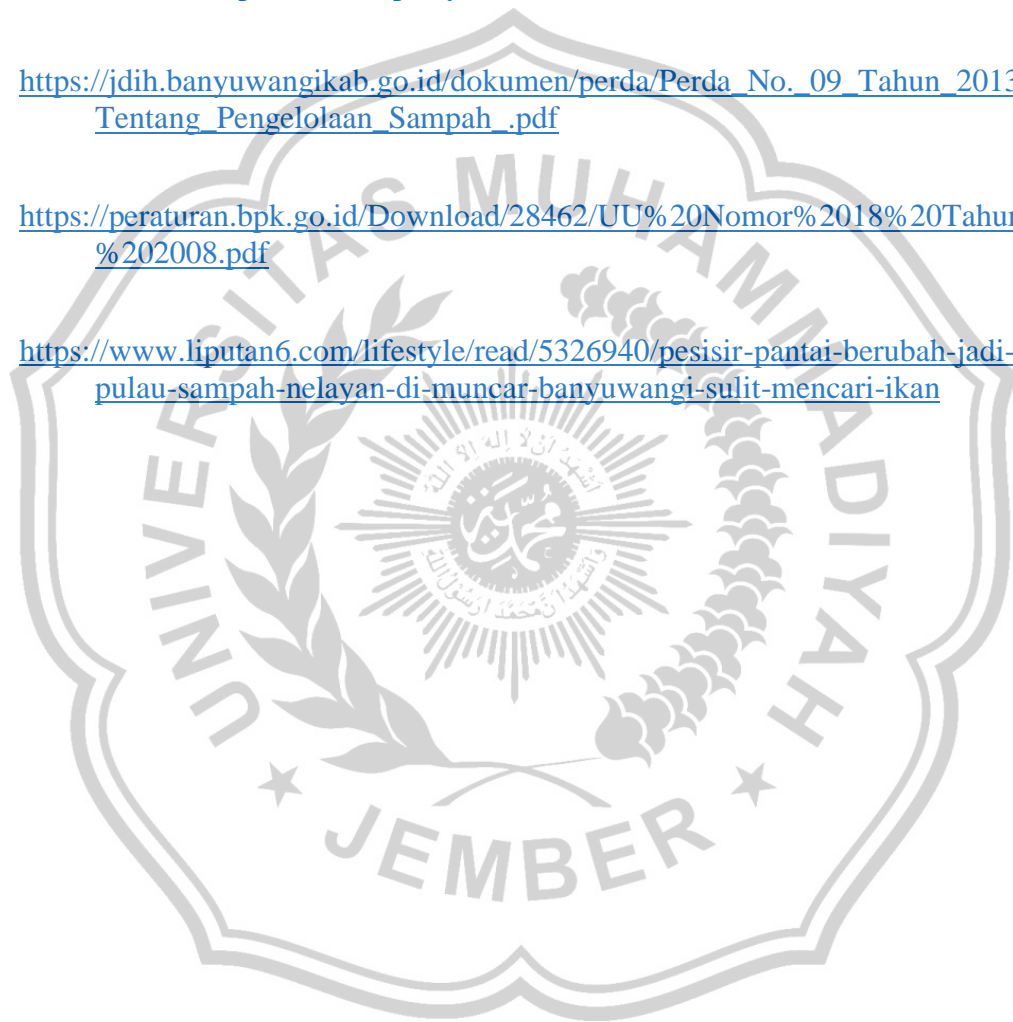 https://jdih.banyuwangikab.go.id/dokumen/perda/Perda_No._09_Tahun_2013
Tentang_Pengelolaan_Sampah_.pdf
https://peraturan.bpk.go.id/Download/28462/UU%20Nomor%2018%20Tahun
%202008.pdf
https://www.liputan6.com/lifestyle/read/5326940/pesisir-pantai-berubah-jadi-
pulau-sampah-nelayan-di-muncar-banyuwangi-sulit-mencari-ikan
UNIVERSITAS MUHAMMADIYAH
JEMBER